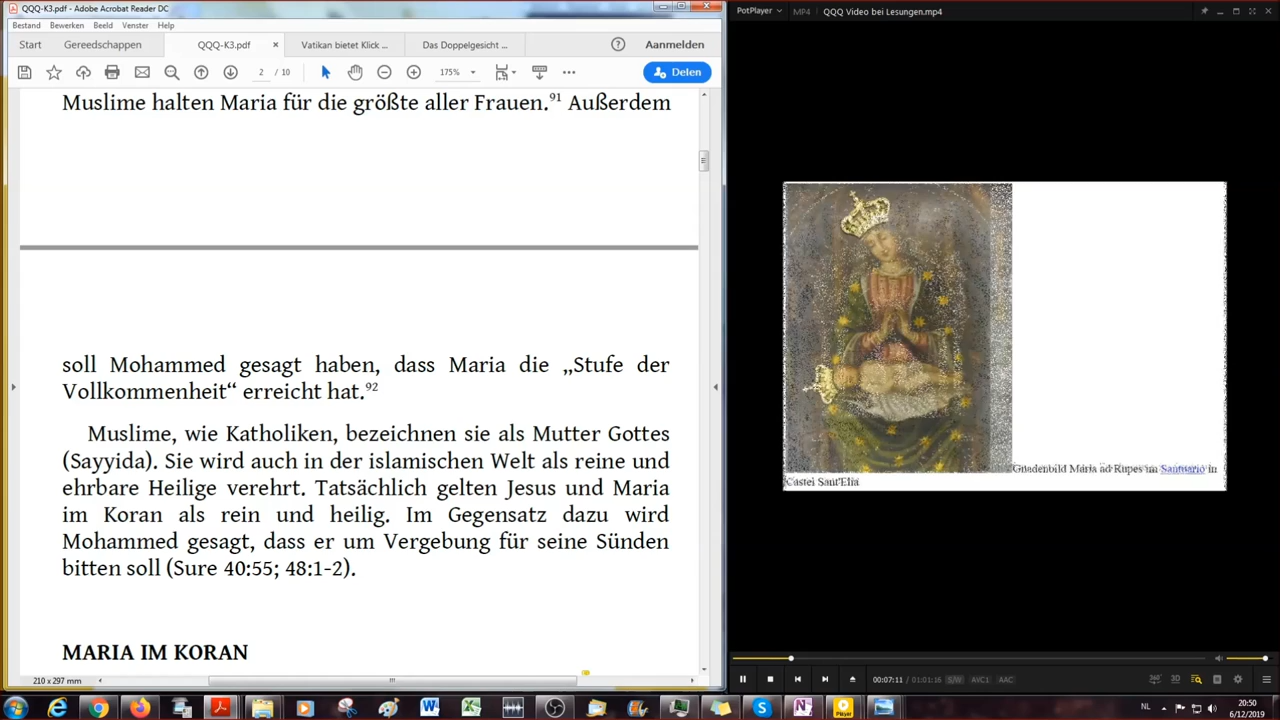 QQQ-K3.pdf - Adobe Acrobat Reader DC
Bestand Bewerken Beeld Venster Help
Start Gereedschappen QQQ-K3.pdf × Vatikan bietet Klick ... Das Doppelgesicht ... Anmelden
2 / 10 175% Delen
Muslime halten Maria für die größte aller Frauen.91 Außerdem
soll Mohammed gesagt haben, dass Maria die „Stufe der
Vollkommenheit“ erreicht hat.92
Muslime, wie Katholiken, bezeichnen sie als Mutter Gottes
(Sayyida). Sie wird auch in der islamischen Welt als reine und
ehrbare Heilige verehrt. Tatsächlich gelten Jesus und Maria
im Koran als rein und heilig. Im Gegensatz dazu wird
Mohammed gesagt, dass er um Vergebung für seine Sünden
bitten soll (Sure 40:55; 48:1-2).
MARIA IM KORAN
210 x 297 mm
PotPlayer MP4 QQQ Video bei Lesungen.mp4
Gnadenbild Maria ad Rupes im Santuario in
Castel Sant'Elia
00:07:11 / 01:01:16 S/W AVC1 AAC
360° 3D
Player
NL 20:50
6/12/2019